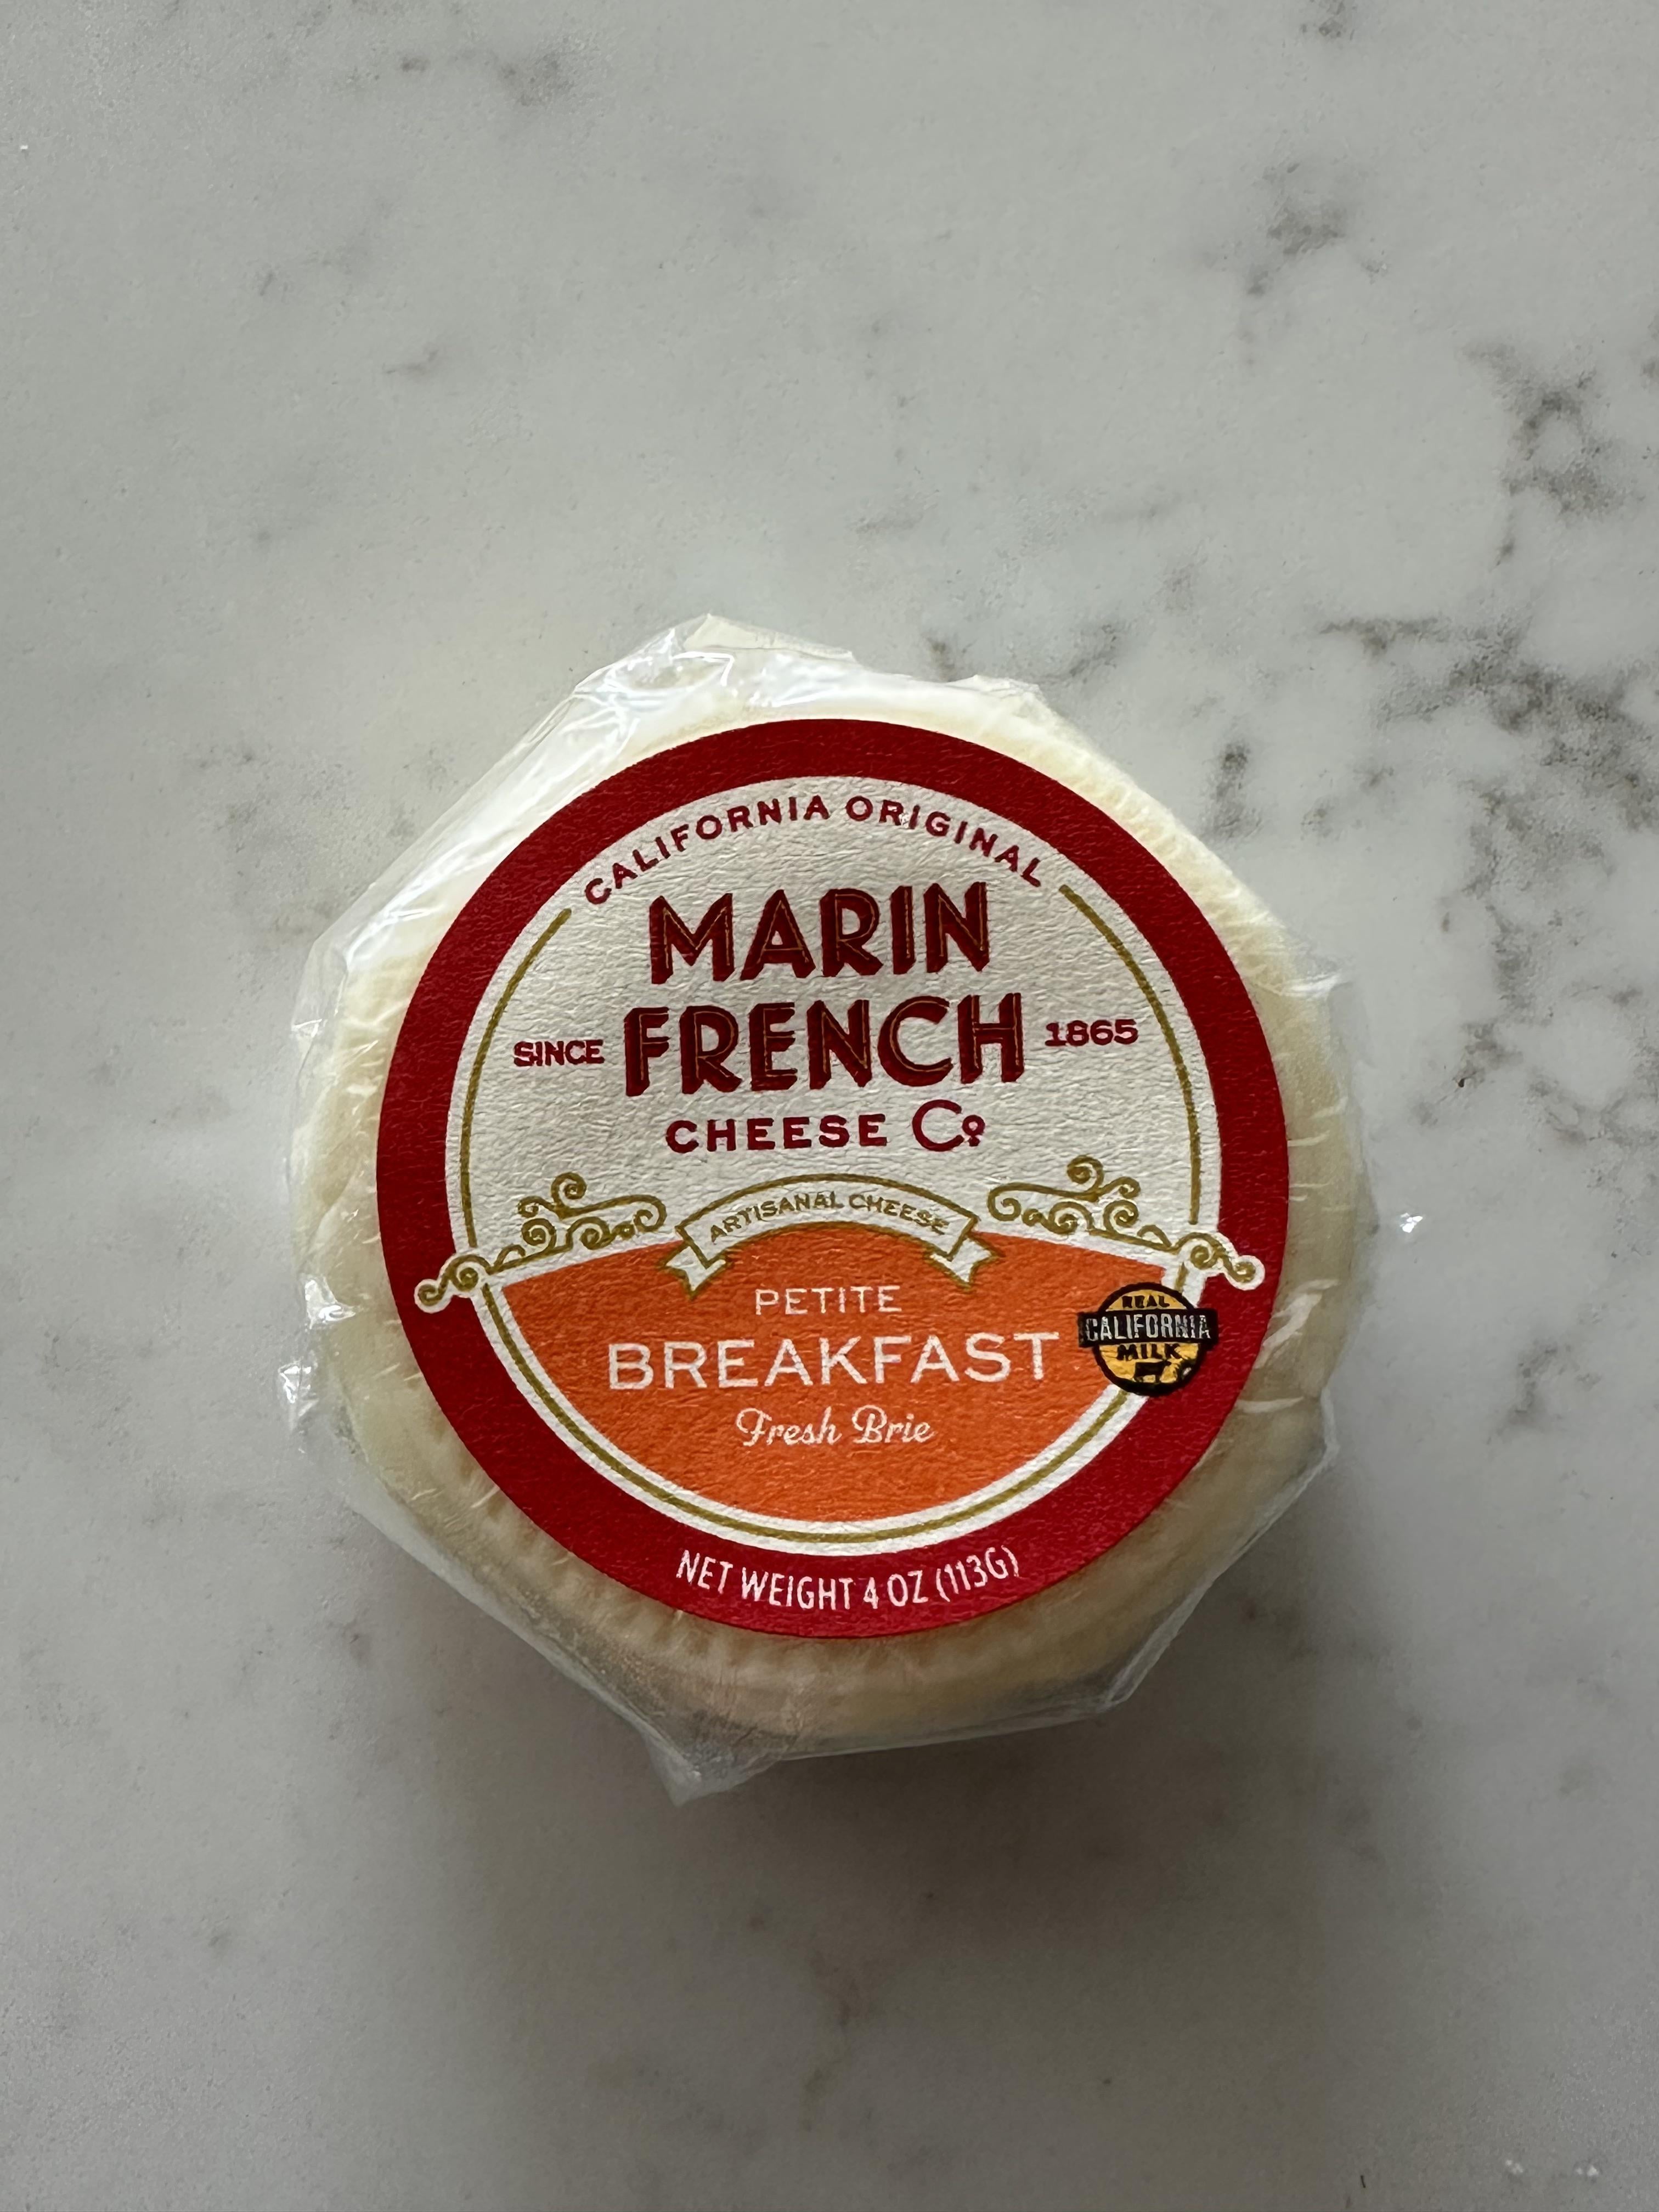 CALIFORNIA ORIGINAL
MARIN
SINCE FRENCH 1865
CHEESE Co
ARTISANAL CHEESE
PETITE
BREAKFAST
Fresh Brie
REAL
CALIFORNIA
MILK
NET WEIGHT 4 OZ (113G)